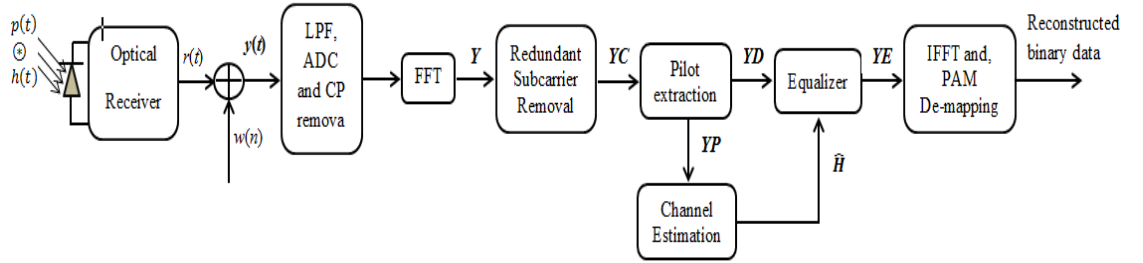 p(t)
⊛
h(t)
Optical
Receiver
r(t)
w(n)
y(t)
LPF,
ADC
and CP
remova
FFT
Y
Redundant
Subcarrier
Removal
YC
Pilot
extraction
YD
YP
Channel
Estimation
Equalizer
Ĥ
YE
IFFT and,
PAM
De-mapping
Reconstructed
binary data